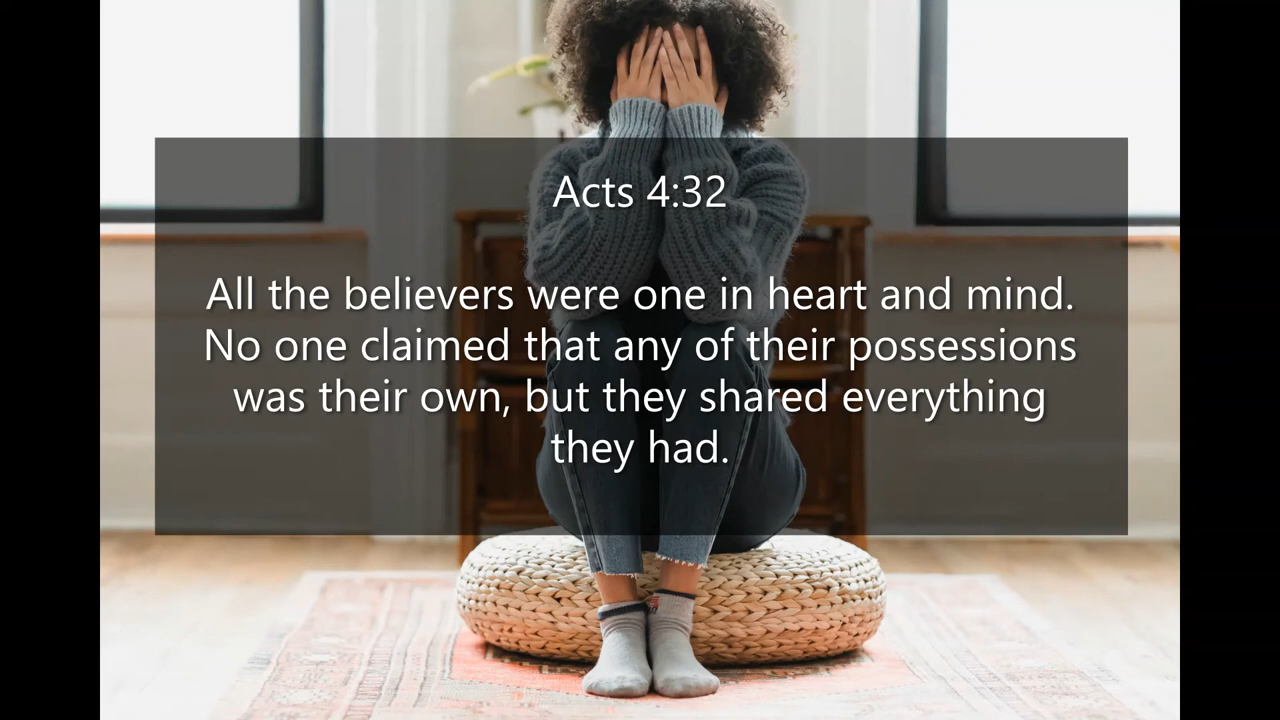 Acts 4:32
All the believers were one in heart and mind.
No one claimed that any of their possessions
was their own, but they shared everything
they had.